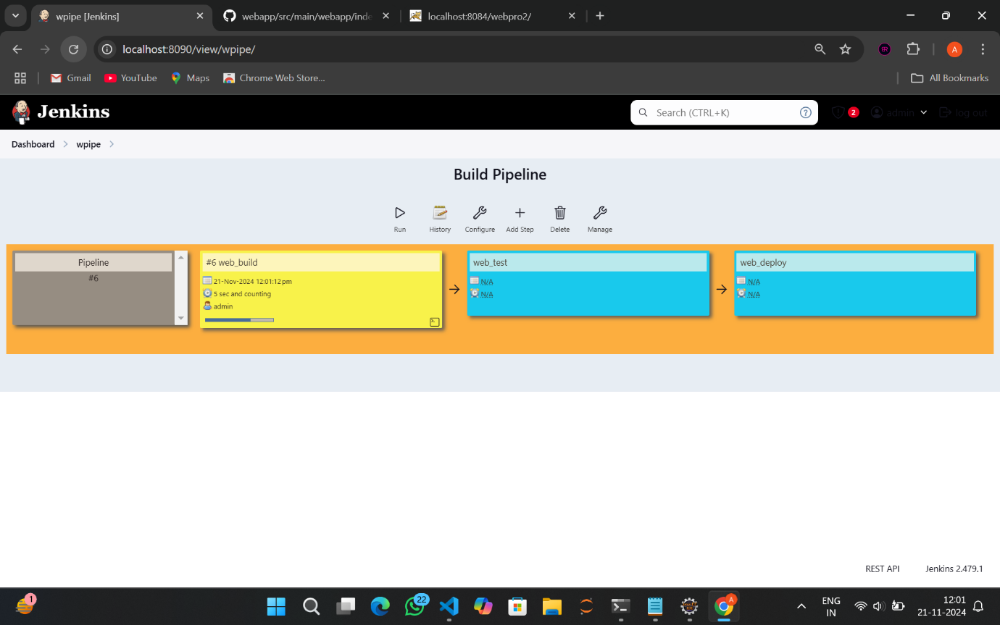 wpipe [Jenkins]
webapp/src/main/webapp/inde
localhost:8084/webpro2/
localhost:8090/view/wpipe/
BR
A
Gmail
YouTube
Maps
Chrome Web Store...
All Bookmarks
Jenkins
Search (CTRL+K)
2
admin
log out
Dashboard
wpipe
Build Pipeline
Run
History
Configure
Add Step
Delete
Manage
Pipeline
#6
#6 web_build
21-Nov-2024 12:01:12 pm
5 sec and counting
admin
web_test
N/A
N/A
web_deploy
N/A
N/A
REST API
Jenkins 2.479.1
1
22
A
ENG
IN
12:01
21-11-2024